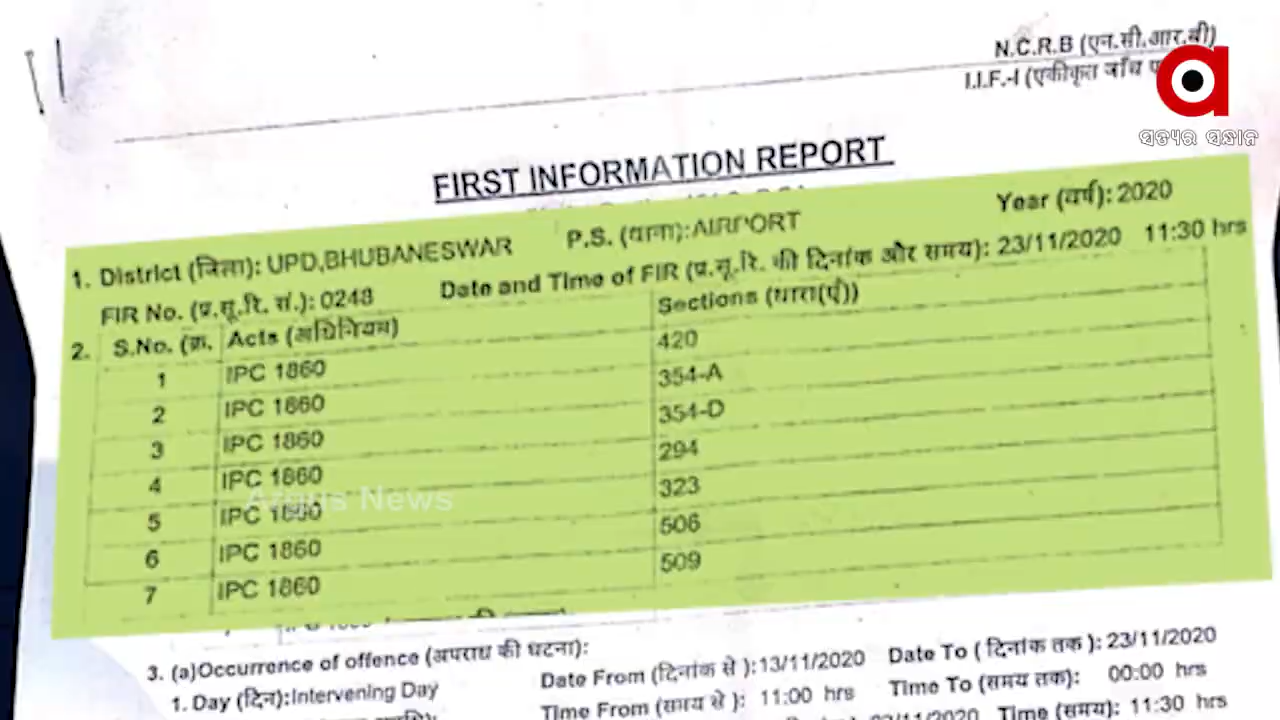 N.C.R.B (एन.सी.आर.बी)
I.I.F.-I (एकीकृत जाँच
ସତ୍ୟର ସନ୍ଧାନ
FIRST INFORMATION REPORT
1. District (जिला): UPD,BHUBANESWAR P.S. (थाना): AIRPORT Year (वर्ष): 2020
FIR No. (प्र.सू.रि. सं.): 0248 Date and Time of FIR (प्र.सू.रि. की दिनांक और समय): 23/11/2020 11:30 hrs
2. S.No. (क्र. Acts (अधिनियम) Sections (धारा(एँ))
1 IPC 1860 420
2 IPC 1860 354-A
3 IPC 1860 354-D
4 IPC 1860 294
5 IPC 1860 323
6 IPC 1860 506
7 IPC 1860 509
Argus News
3. (a)Occurrence of offence (अपराध की घटना):
1. Day (दिन):Intervening Day Date From (दिनांक से ):13/11/2020 Date To ( दिनांक तक ): 23/11/2020
Time From (समय से ): 11:00 hrs Time To (समय तक): 00:00 hrs
Time (समय): 11:30 hrs